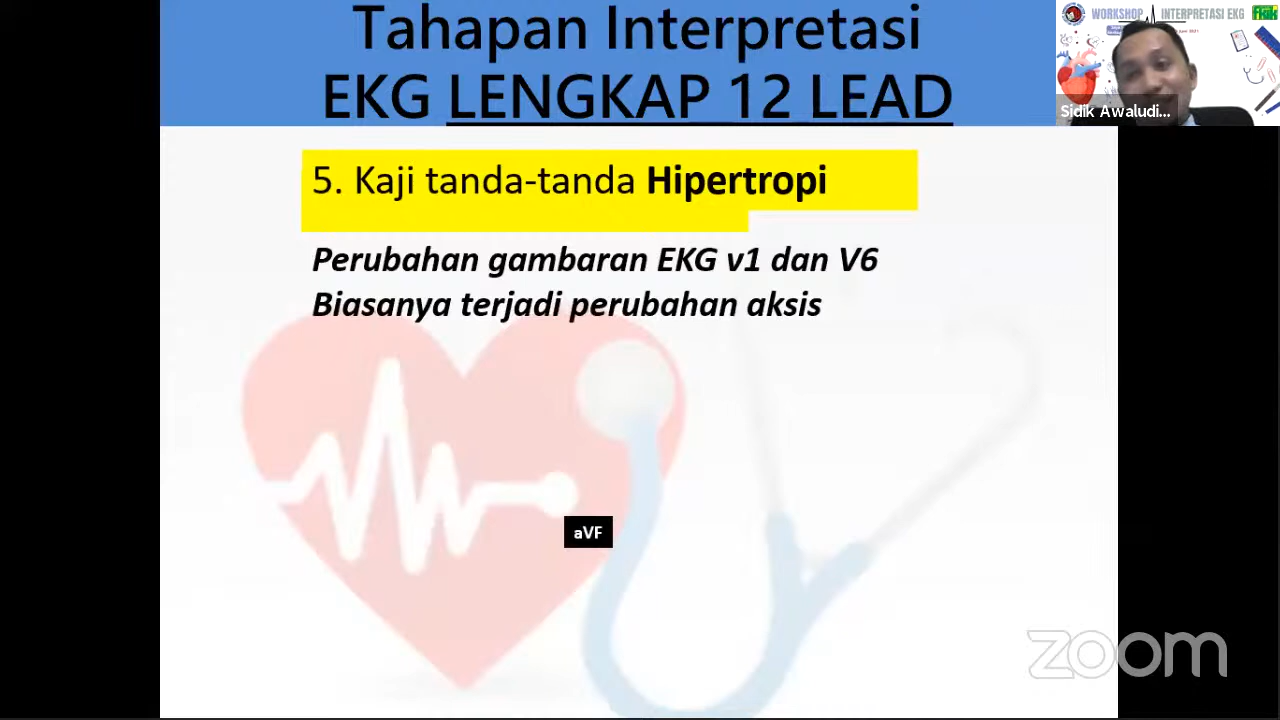 Tahapan Interpretasi
EKG LENGKAP 12 LEAD
WORKSHOP INTERPRETASI EKG
Sidik Awaludi...
5. Kaji tanda-tanda Hipertropi
Perubahan gambaran EKG v1 dan V6
Biasanya terjadi perubahan aksis
aVF
zoom